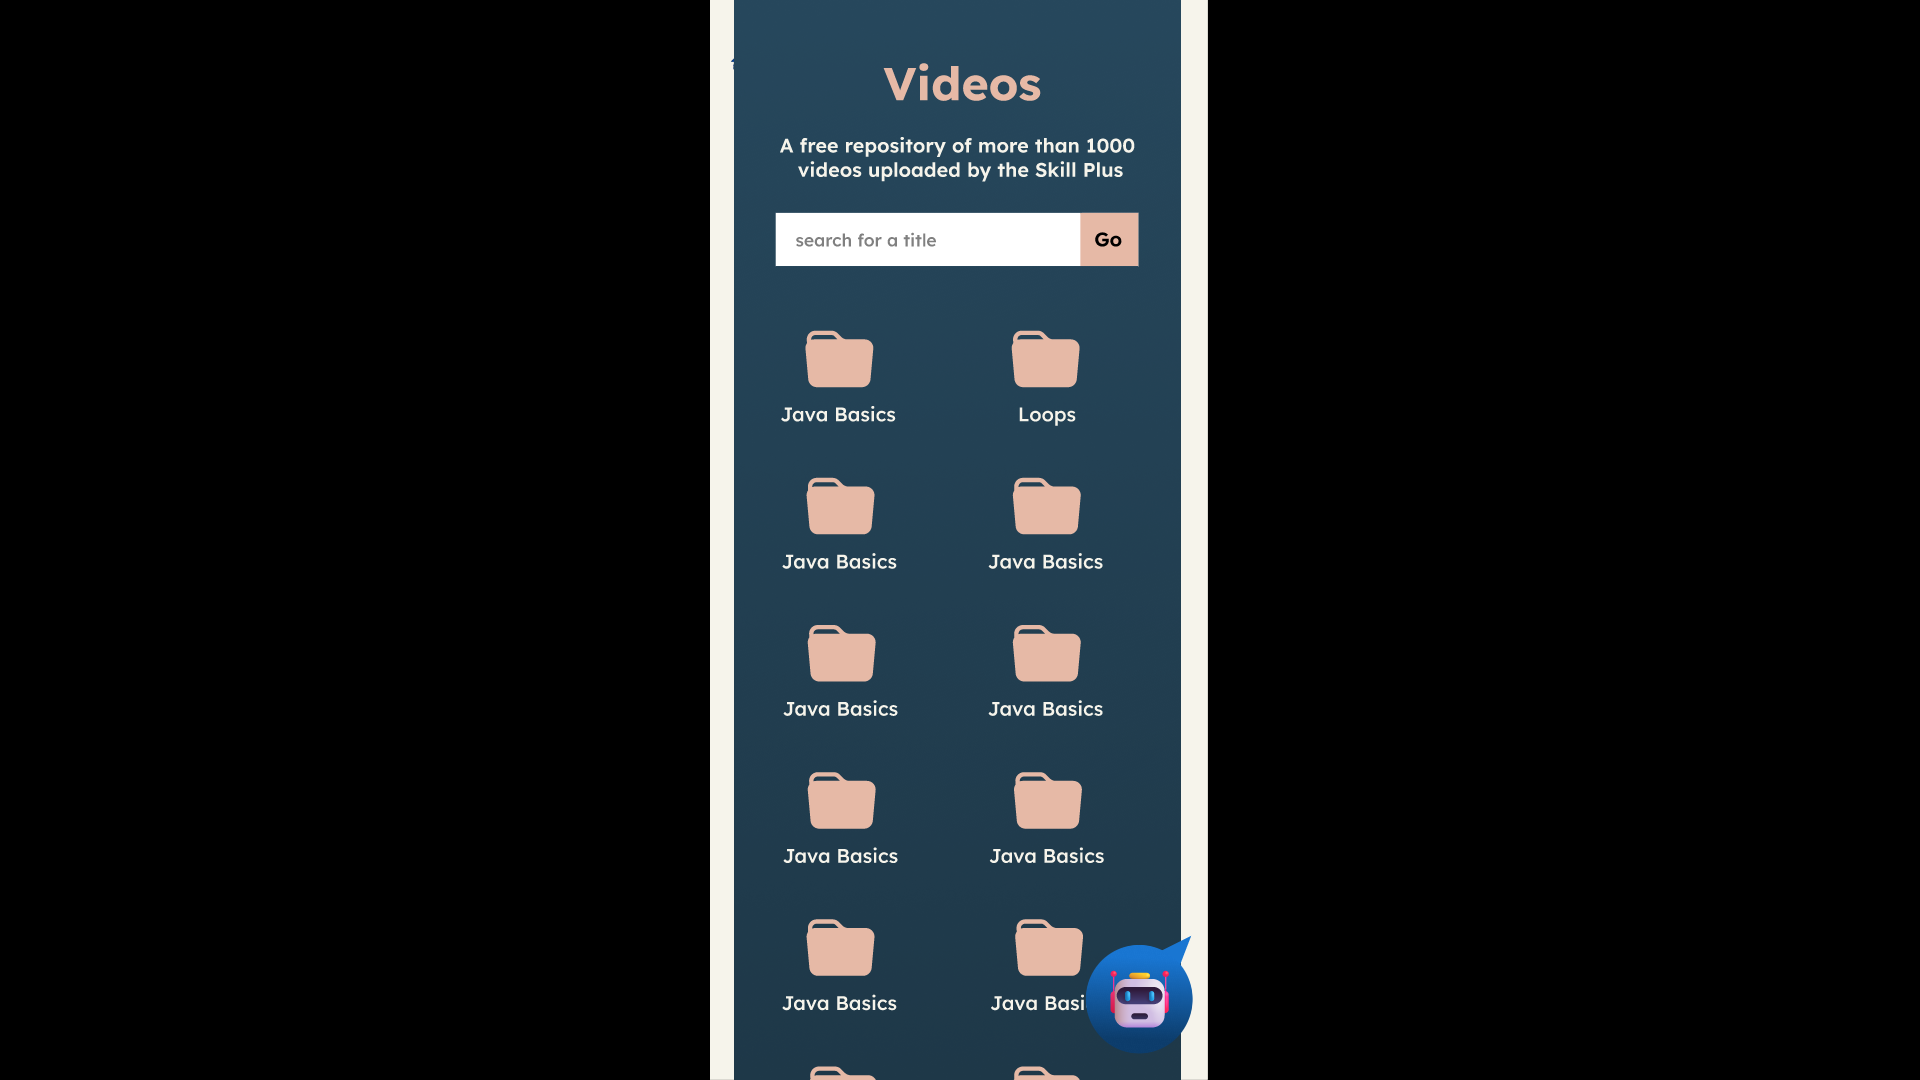 Videos
A free repository of more than 1000
videos uploaded by the Skill Plus
search for a title
Go
Java Basics
Loops
Java Basics
Java Basics
Java Basics
Java Basics
Java Basics
Java Basics
Java Basics
Java Basi